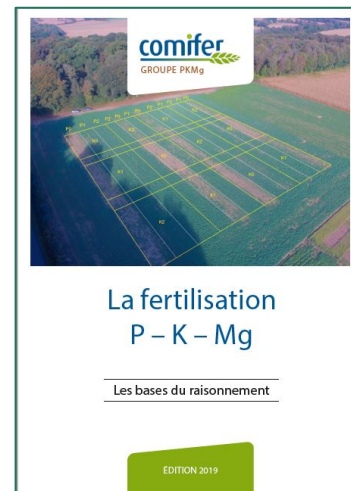 comifer
GROUPE PKMg
La fertilisation
P – K – Mg
Les bases du raisonnement
ÉDITION 2019